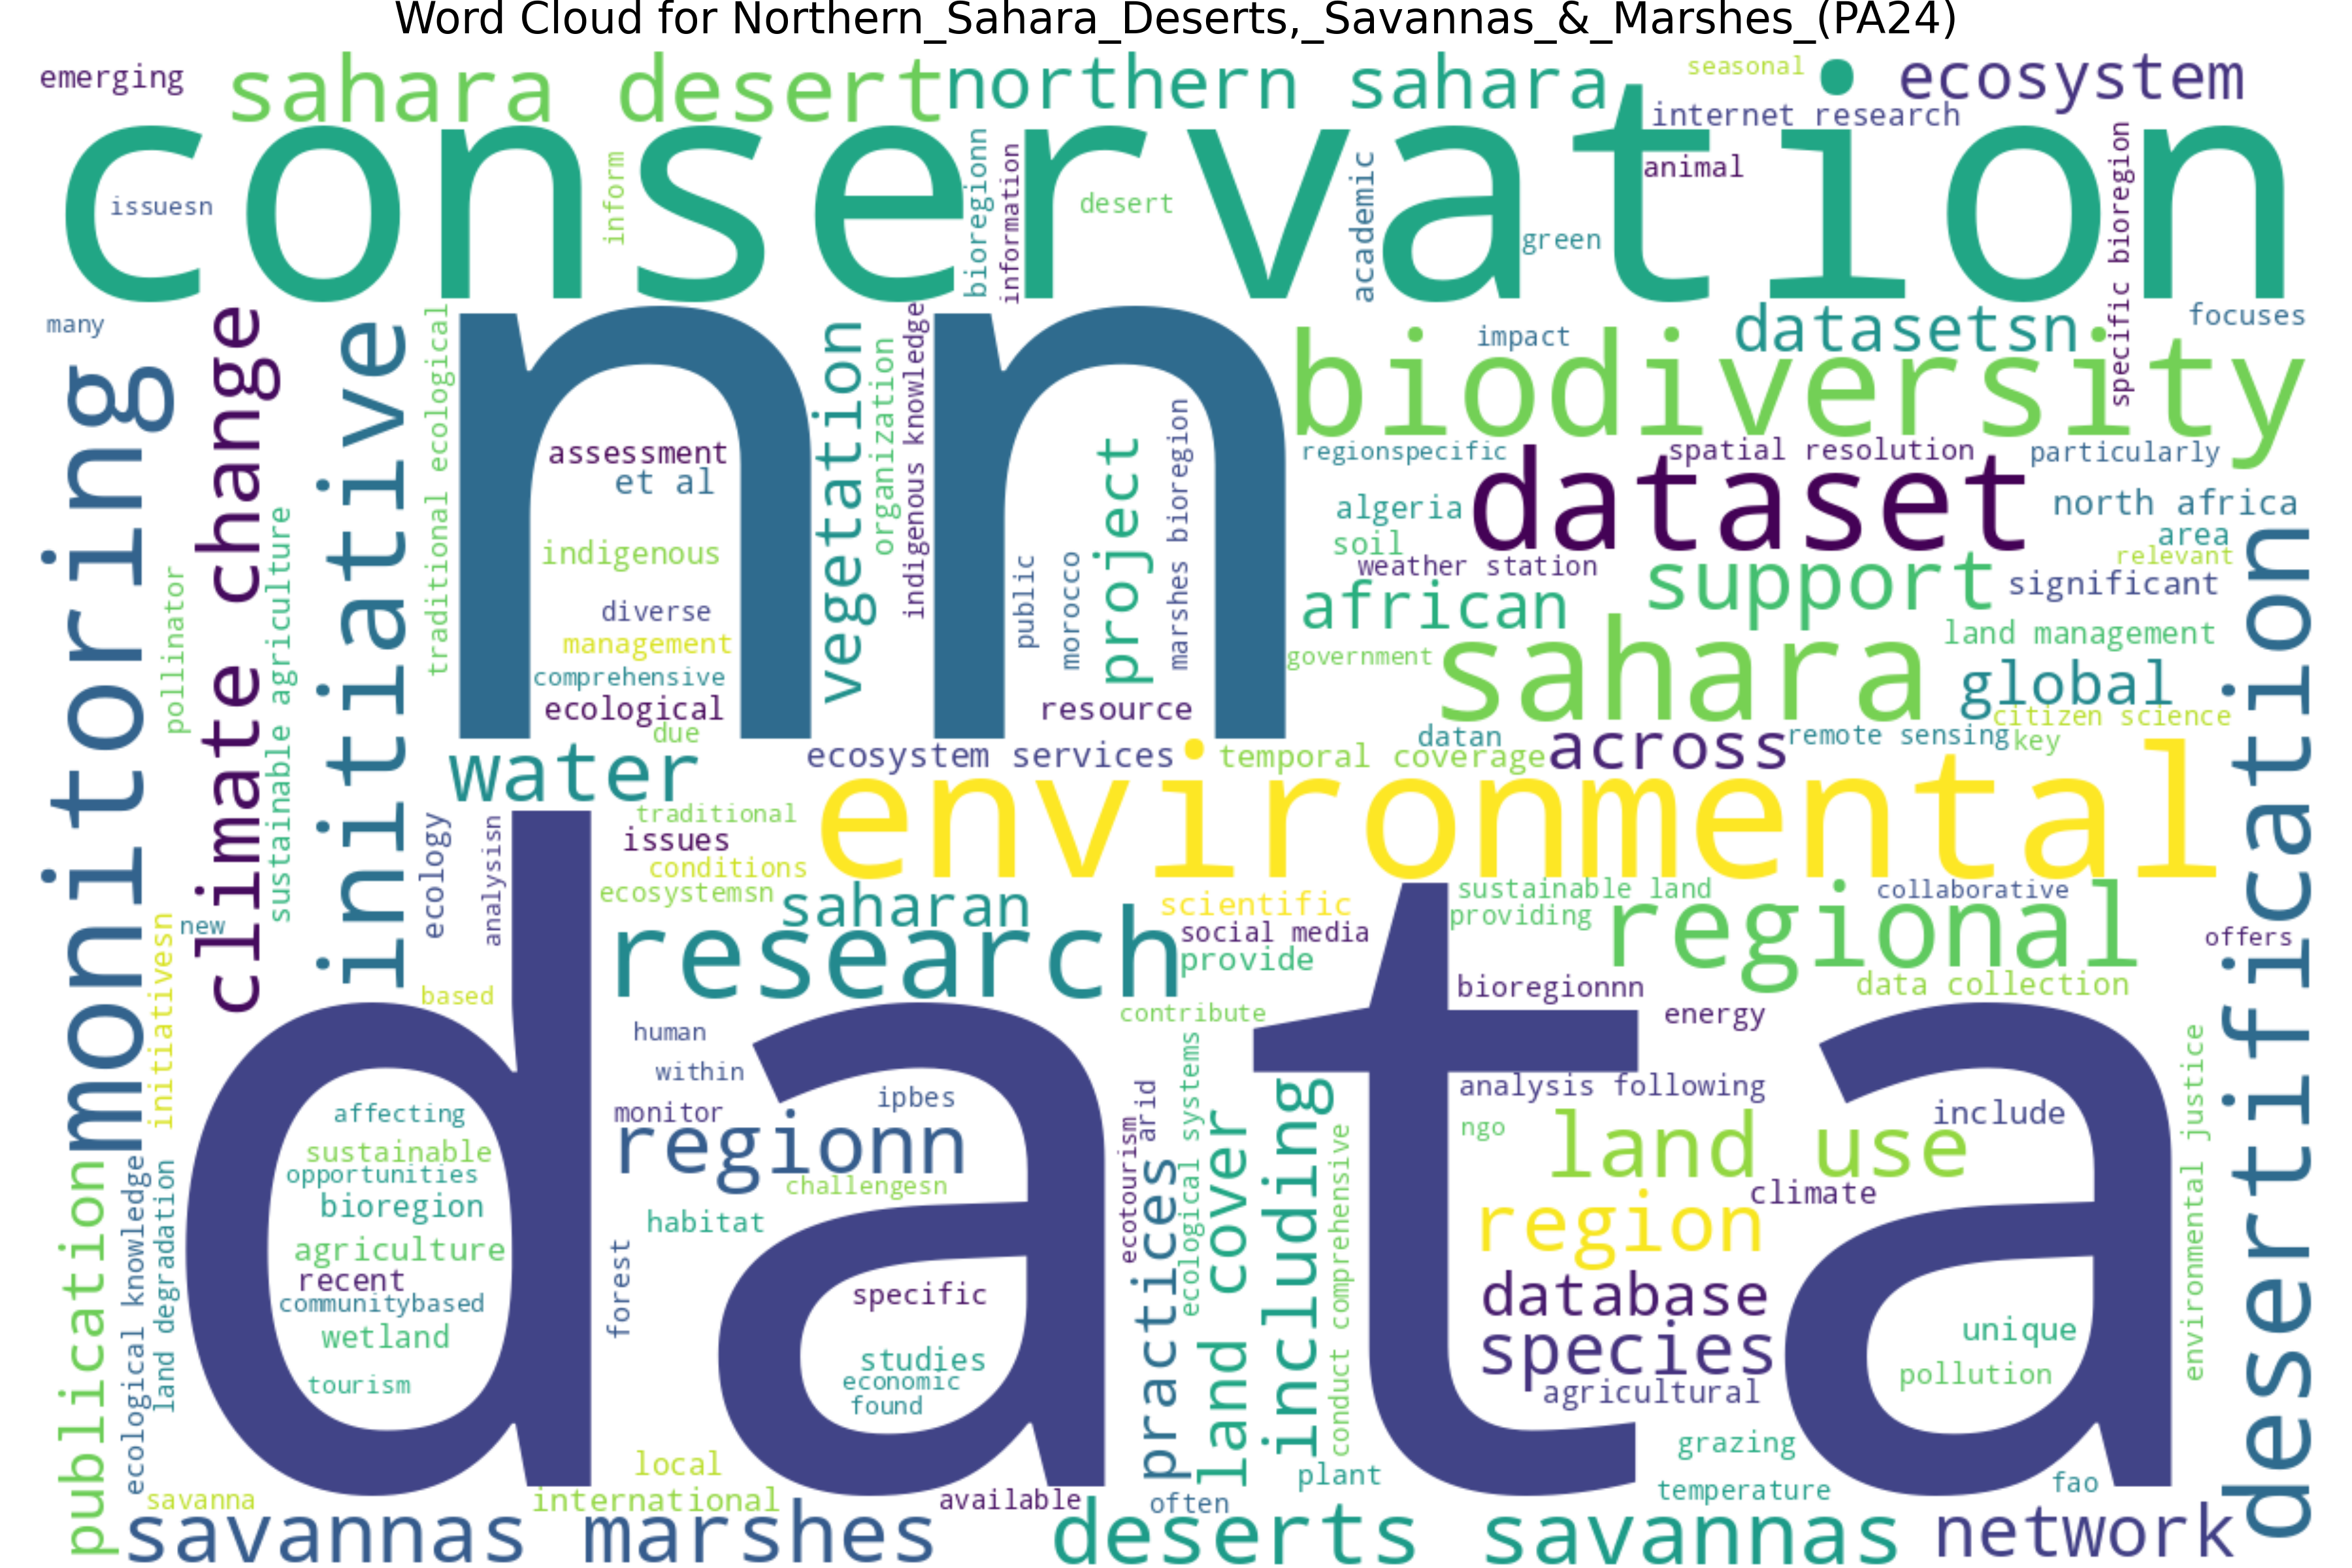 Word Cloud for Northern_Sahara_Deserts,_Savannas_&_Marshes_(PA24)
emerging
sahara desert
northern sahara
seasonal
ecosystem
internet research
conservation
issuesn
inform
bioregionn
information
desert
academic
animal
green
specific bioregion
many
focuses
monitoring
climate change
initiative
traditional ecological
n n
vegetation
organization
indigenous knowledge
impact
datasetsn
biodiversity
assessment
et al
indigenous
diverse
management
comprehensive
ecological
due
public
morocco
project
marshes bioregion
resource
regionspecific
spatial resolution
particularly
dataset
algeria
north africa
soil
area
relevant
weather station
support
significant
african
land management
government
sahara
global
citizen science
pollinator
sustainable agriculture
water
ecosystem services
temporal coverage
datan
across
remote sensing
key
environmental
desertification
ecology
analysisn
traditional
issues
conditions
ecosystemsn
saharan
scientific
sustainable land
collaborative
providing
regional
new
initiativesn
research
social media
provide
offers
based
bioregionnn
data collection
contribute
energy
data
human
within
ipbes
monitor
regionn
challengesn
habitat
forest
affecting
sustainable
opportunities
bioregion
agriculture
recent
communitybased
wetland
tourism
specific
studies
economic
found
ecotourism
arid
practices
ecological systems
land cover
including
conduct comprehensive
analysis following
include
ngo
land use
climate
region
database
species
agricultural
unique
pollution
environmental justice
publication
ecological knowledge
land degradation
grazing
local
plant
temperature
fao
savanna
international
available
often
savannas marshes
deserts savannas
network